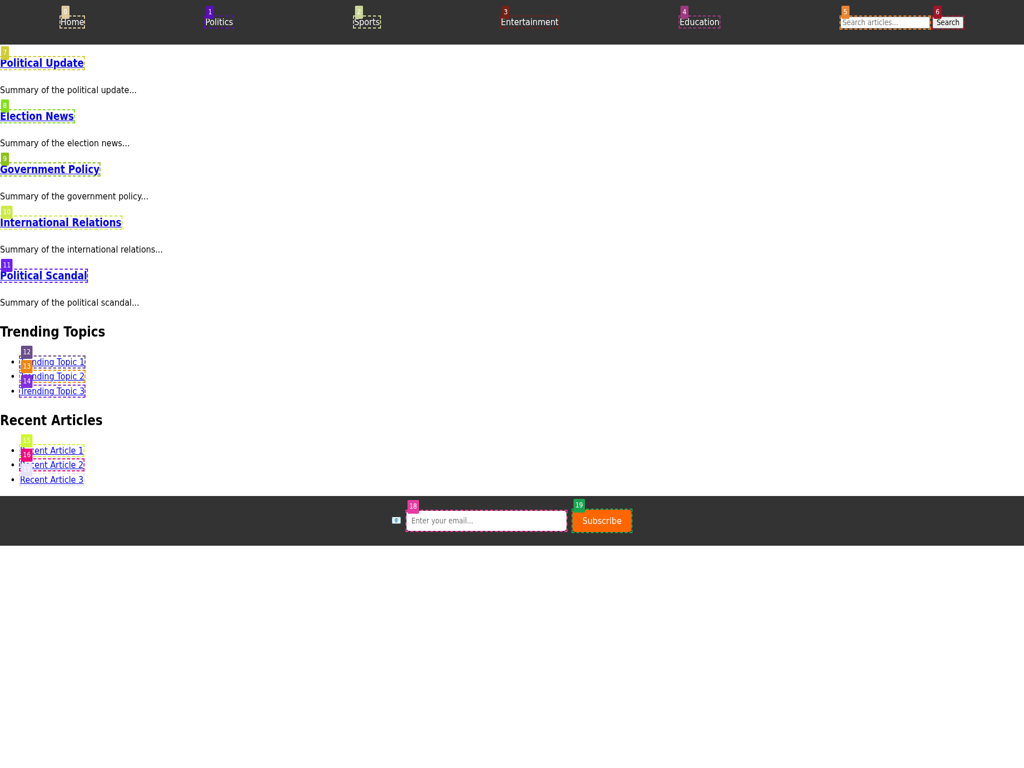 0 1 2 3 4 5 6
Home Politics Sports Entertainment Education Search articles... Search
7
Political Update
Summary of the political update...
8
Election News
Summary of the election news...
9
Government Policy
Summary of the government policy...
10
International Relations
Summary of the international relations...
11
Political Scandal
Summary of the political scandal...
Trending Topics
12
nding Topic 1
13
nding Topic 2
14
Trending Topic 3
Recent Articles
15
Recent Article 1
16
cent Article 2
Recent Article 3
18 19
Enter your email... Subscribe